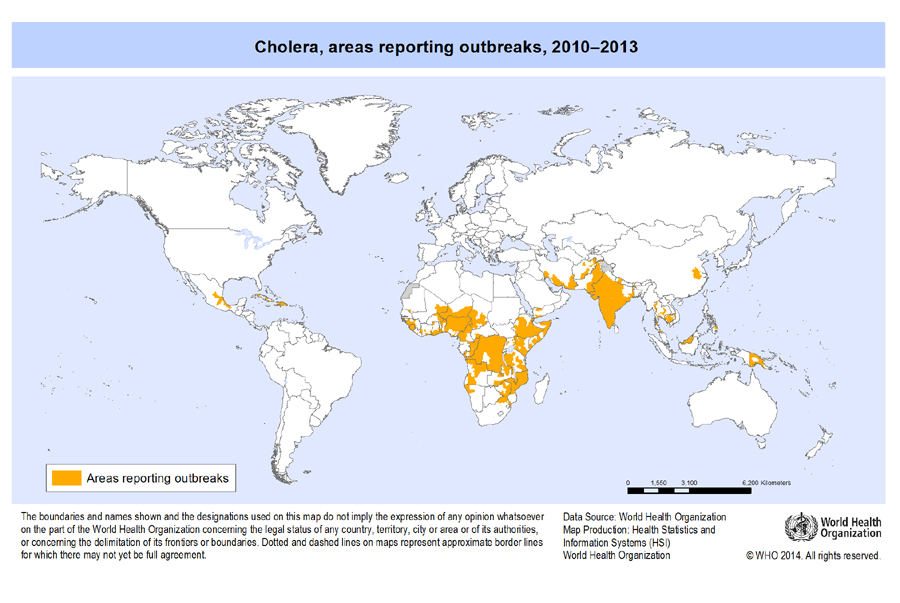 Cholera, areas reporting outbreaks, 2010–2013
Areas reporting outbreaks
0 1,550 3,100 6,200 Kilometers
The boundaries and names shown and the designations used on this map do not imply the expression of any opinion whatsoever
on the part of the World Health Organization concerning the legal status of any country, territory, city or area or of its authorities,
or concerning the delimitation of its frontiers or boundaries. Dotted and dashed lines on maps represent approximate border lines
for which there may not yet be full agreement.
Data Source: World Health Organization
Map Production: Health Statistics and
Information Systems (HSI)
World Health Organization
World Health
Organization
© WHO 2014. All rights reserved.